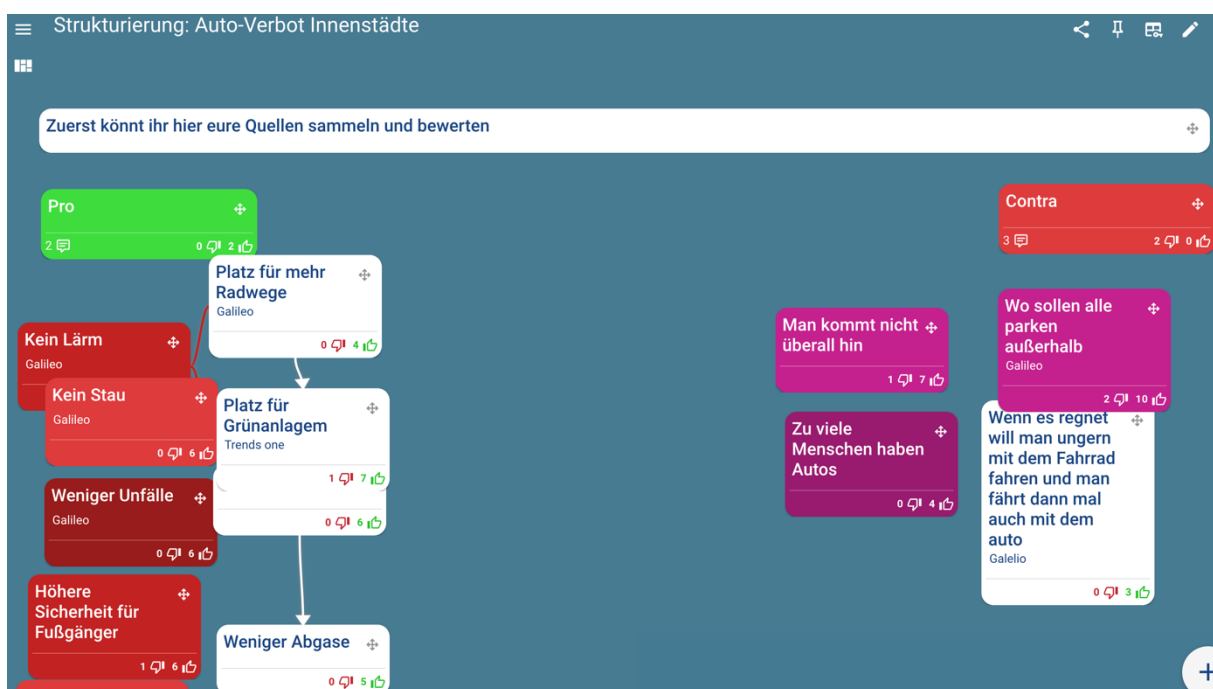 Strukturierung: Auto-Verbot Innenstädte
Zuerst könnt ihr hier eure Quellen sammeln und bewerten
Pro
2
0 2
Platz für mehr
Radwege
Galileo
0 4
Kein Lärm
Galileo
Kein Stau
Galileo
0 6
Platz für
Grünanlagem
Trends one
1 7
0 6
Weniger Unfälle
Galileo
0 6
Höhere
Sicherheit für
Fußgänger
1 6
Weniger Abgase
0 5
Contra
3
2 0
Man kommt nicht
überall hin
1 7
Wo sollen alle
parken
außerhalb
Galileo
2 10
Zu viele
Menschen haben
Autos
0 4
Wenn es regnet
will man ungern
mit dem Fahrrad
fahren und man
fährt dann mal
auch mit dem
auto
Galelio
0 3